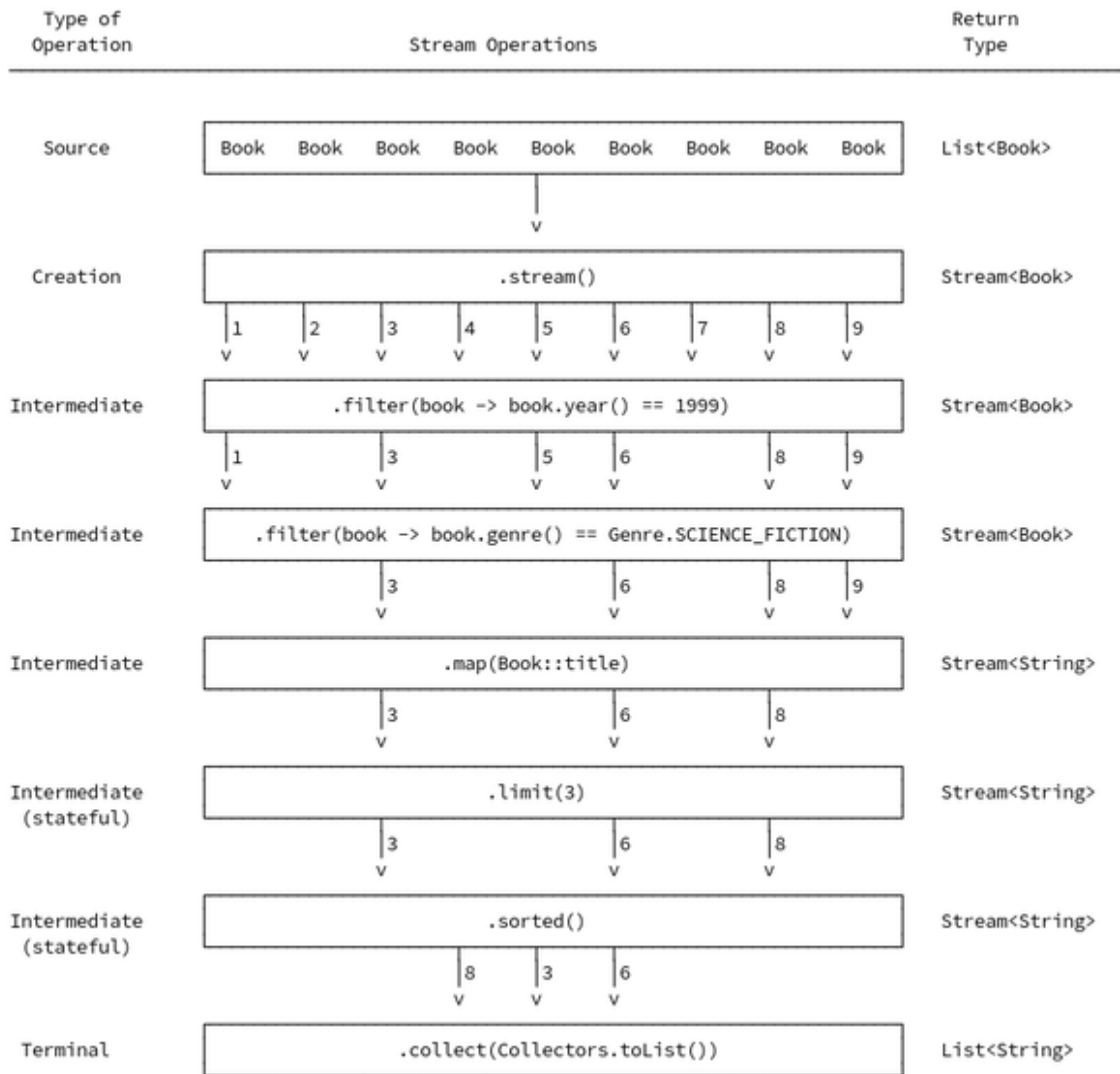 Type of Return
Operation Stream Operations Type
Source Book Book Book Book Book Book Book Book Book List<Book>
v
Creation .stream() Stream<Book>
1 2 3 4 5 6 7 8 9
v v v v v v v v v
Intermediate .filter(book -> book.year() == 1999) Stream<Book>
1 3 5 6 8 9
v v v v v v
Intermediate .filter(book -> book.genre() == Genre.SCIENCE_FICTION) Stream<Book>
3 6 8 9
v v v v
Intermediate .map(Book::title) Stream<String>
3 6 8
v v v
Intermediate .limit(3) Stream<String>
(stateful)
3 6 8
v v v
Intermediate .sorted() Stream<String>
(stateful)
8 3 6
v v v
Terminal .collect(Collectors.toList()) List<String>